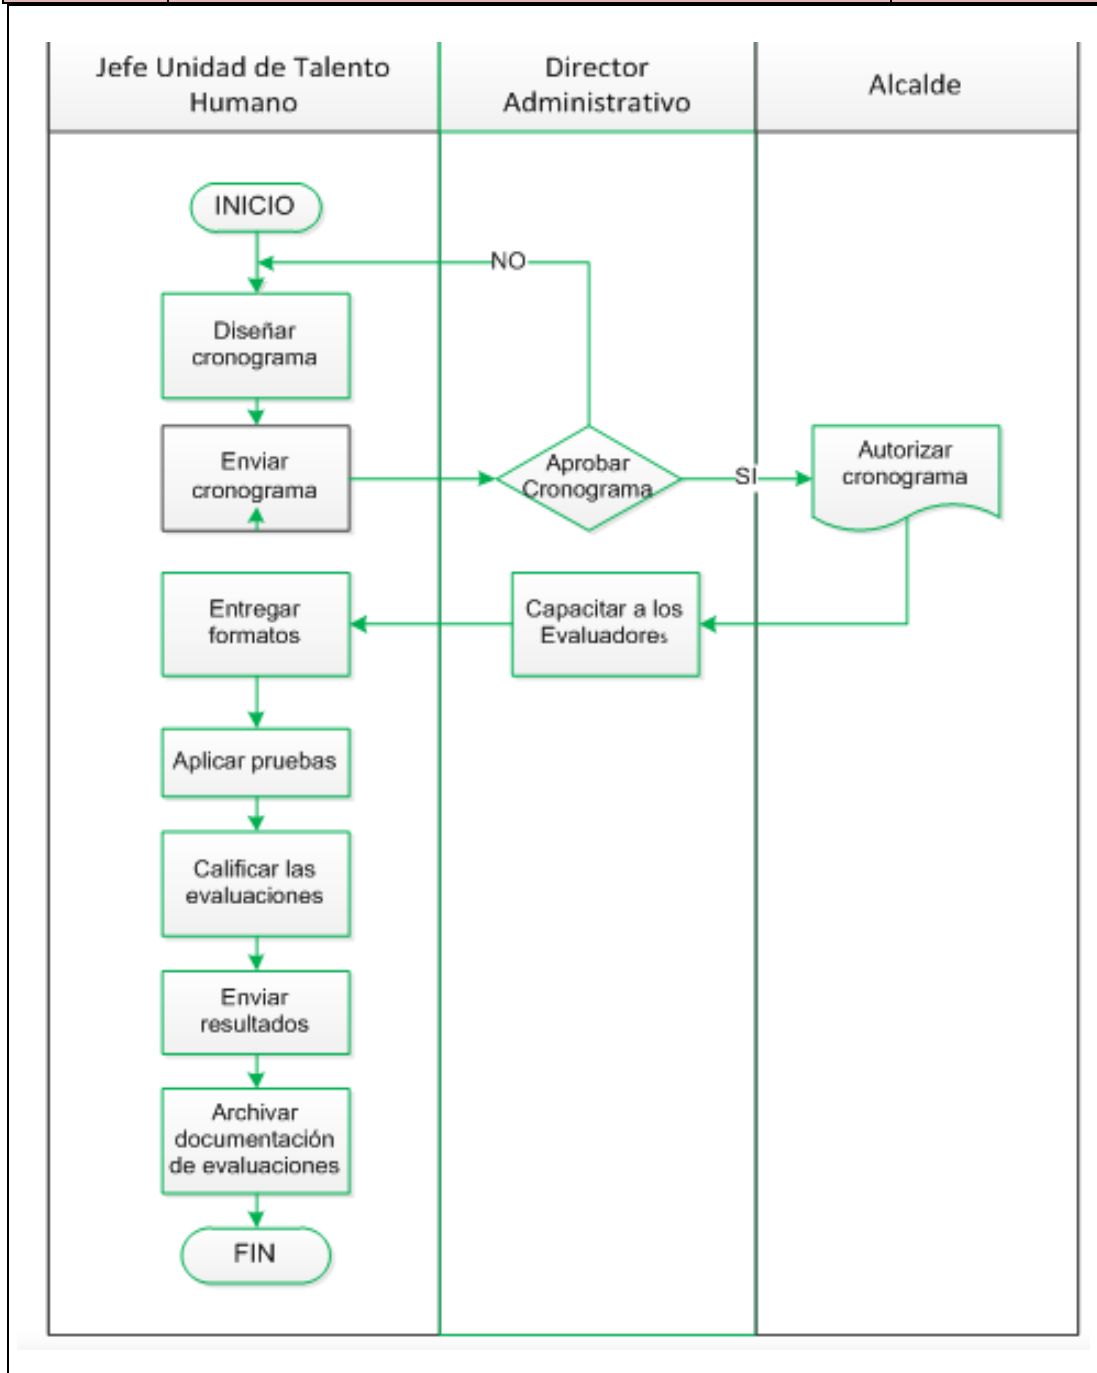 Jefe Unidad de Talento
Humano
Director
Administrativo
Alcalde
INICIO
NO
Diseñar
cronograma
Enviar
cronograma
Aprobar
Cronograma
SI
Autorizar
cronograma
Entregar
formatos
Capacitar a los
Evaluadores
Aplicar pruebas
Calificar las
evaluaciones
Enviar
resultados
Archivar
documentación
de evaluaciones
FIN